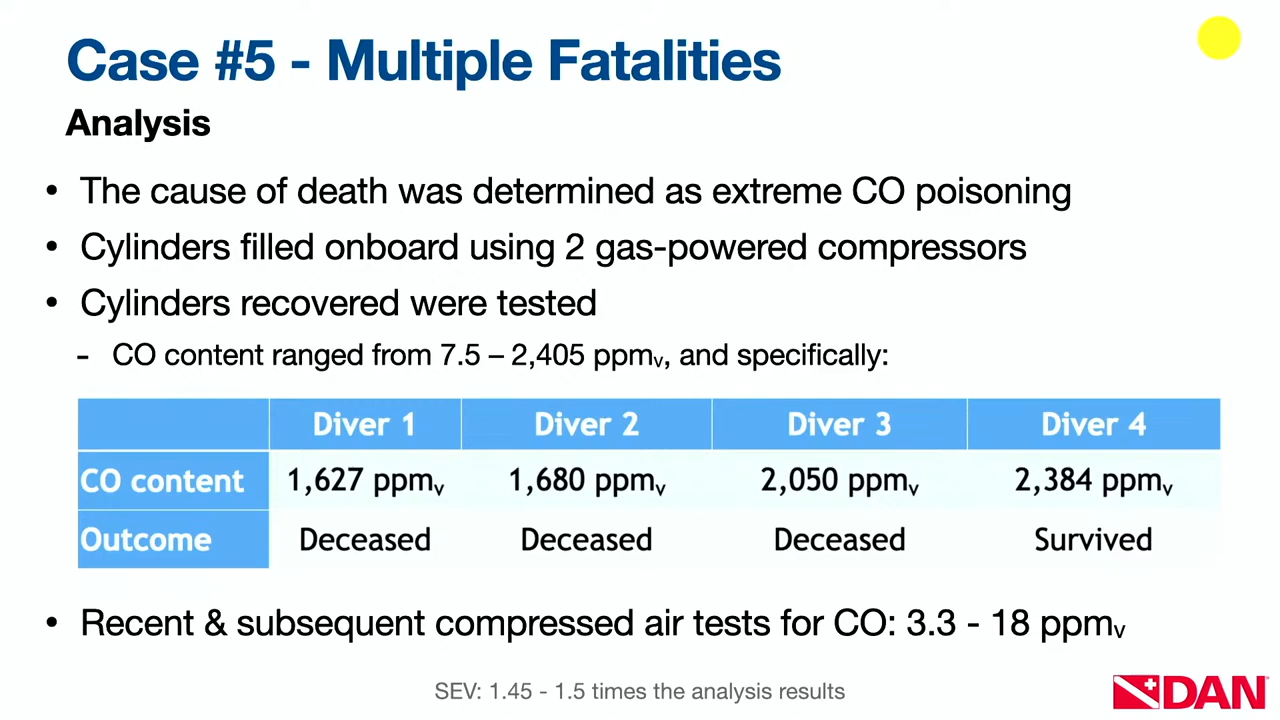 Case #5 - Multiple Fatalities
Analysis
• The cause of death was determined as extreme CO poisoning
• Cylinders filled onboard using 2 gas-powered compressors
• Cylinders recovered were tested
- CO content ranged from 7.5 – 2,405 ppmv, and specifically:
Diver 1 Diver 2 Diver 3 Diver 4
CO content 1,627 ppmv 1,680 ppmv 2,050 ppmv 2,384 ppmv
Outcome Deceased Deceased Deceased Survived
• Recent & subsequent compressed air tests for CO: 3.3 - 18 ppmv
SEV: 1.45 - 1.5 times the analysis results
DAN